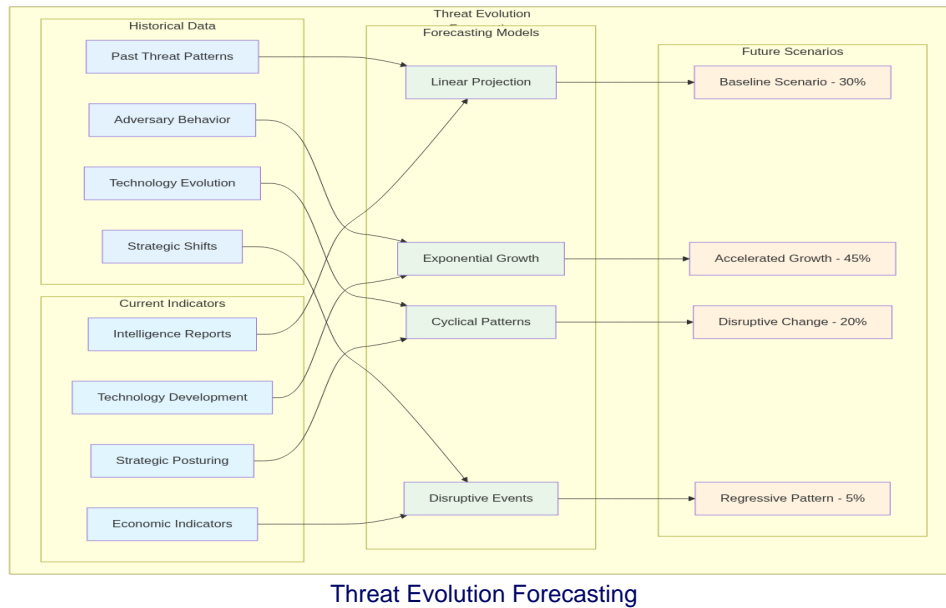 Threat Evolution
Historical Data
Past Threat Patterns
Adversary Behavior
Technology Evolution
Strategic Shifts
Current Indicators
Intelligence Reports
Technology Development
Strategic Posturing
Economic Indicators
Forecasting Models
Linear Projection
Exponential Growth
Cyclical Patterns
Disruptive Events
Future Scenarios
Baseline Scenario - 30%
Accelerated Growth - 45%
Disruptive Change - 20%
Regressive Pattern - 5%
Threat Evolution Forecasting